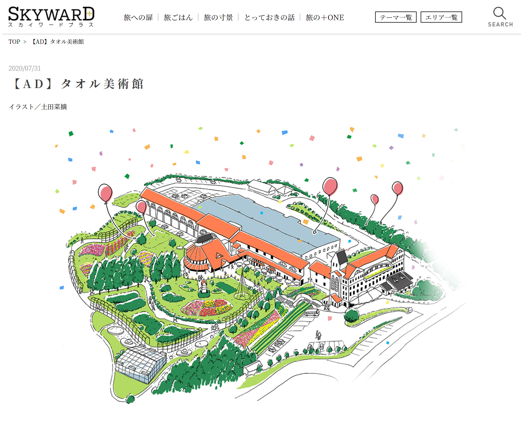 SKYWARD+
スカイワードプラス
旅への扉 旅ごはん 旅の寸景 とっておきの話 旅の＋ONE
テーマ一覧 エリア一覧
SEARCH
TOP > 【AD】タオル美術館
2020/07/31
【AD】タオル美術館
イラスト／土田菜摘